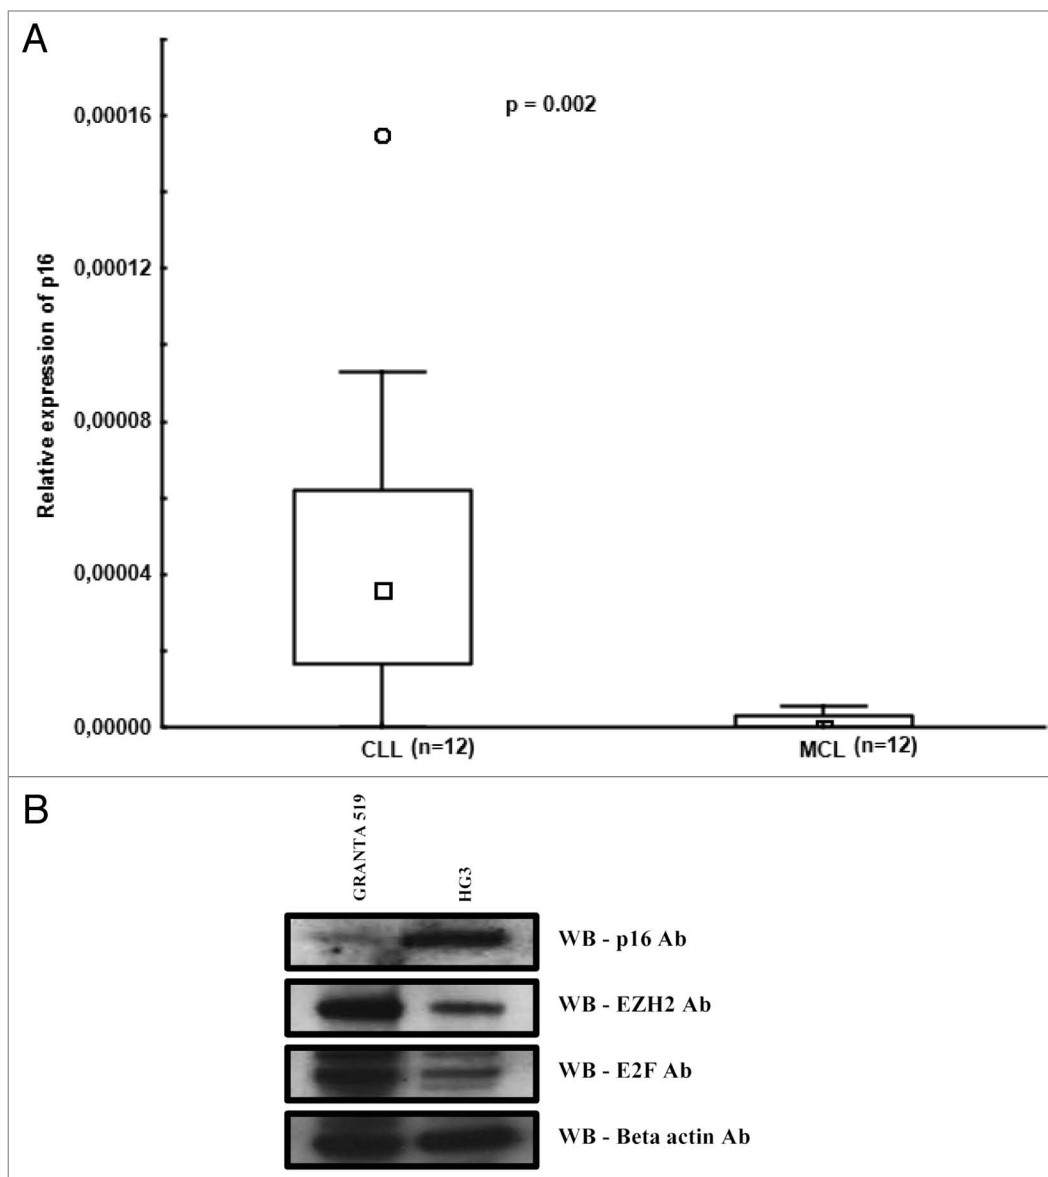 A
p = 0.002
0,00016
0,00012
0,00008
0,00004
0,00000
Relative expression of p16
CLL (n=12)
MCL (n=12)
B
GRANTA 519
HG3
WB - p16 Ab
WB - EZH2 Ab
WB - E2F Ab
WB - Beta actin Ab